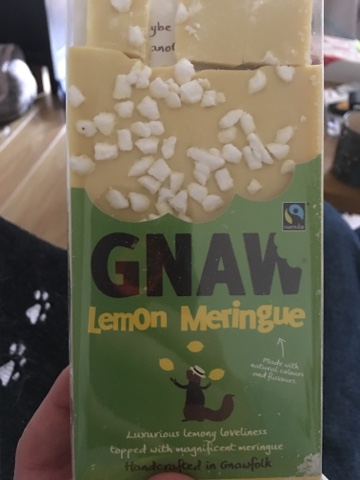 GNAW
Lemon Meringue
Made with
natural colours
and flavours
Luxurious lemony loveliness
topped with magnificent meringue
Handcrafted in Gnawfolk